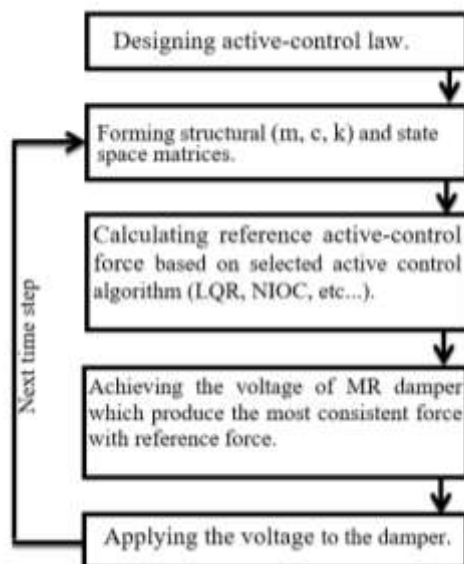 Designing active-control law.
Forming structural (m, c, k) and state
space matrices.
Calculating reference active-control
force based on selected active control
algorithm (LQR, NIOC, etc...).
Achieving the voltage of MR damper
which produce the most consistent force
with reference force.
Applying the voltage to the damper.
Next time step